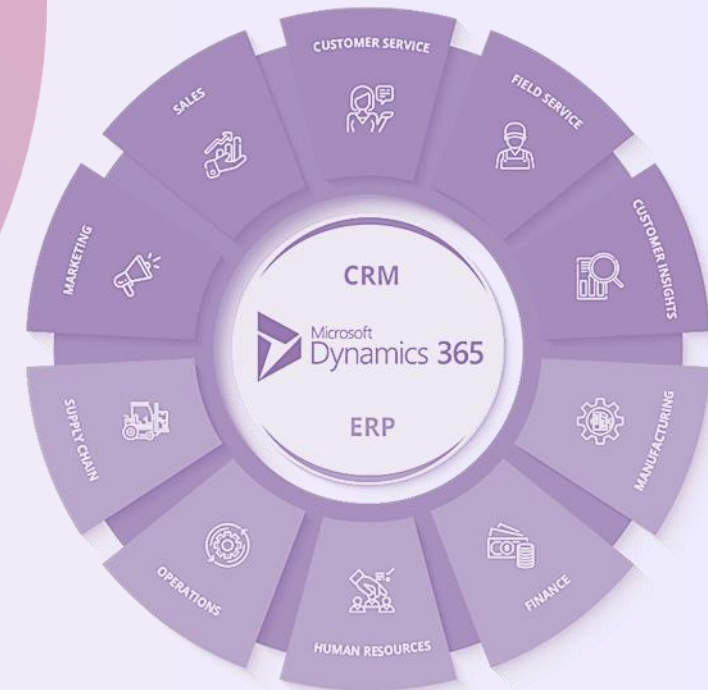 CUSTOMER SERVICE
FIELD SERVICE
CUSTOMER INSIGHTS
MANUFACTURING
FINANCE
HUMAN RESOURCES
OPERATIONS
SUPPLY CHAIN
MARKETING
SALES
CRM
Microsoft
Dynamics 365
ERP